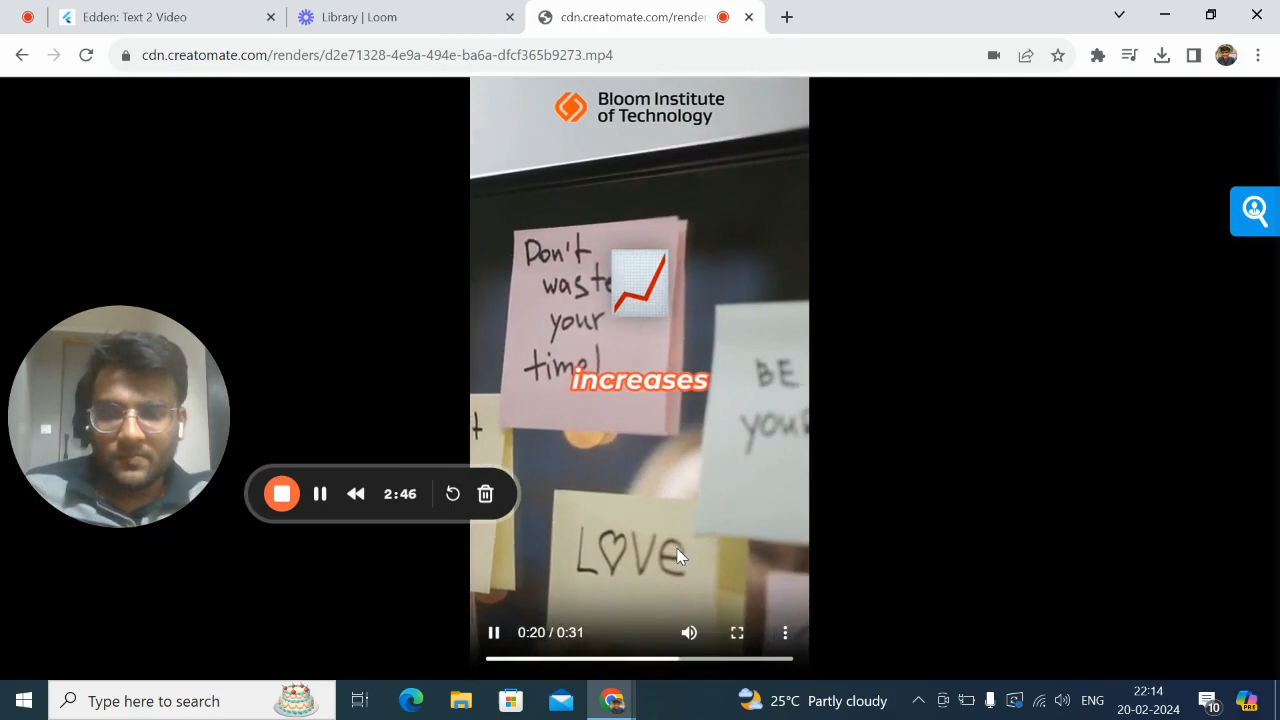 Edden: Text 2 Video
Library | Loom
cdn.creatomate.com/render
cdn.creatomate.com/renders/d2e71328-4e9a-494e-ba6a-dfcf365b9273.mp4
Bloom Institute
of Technology
Don't
waste
your
time!
increases
BE
LOVE
2:46
0:20 / 0:31
Type here to search
25°C Partly cloudy
ENG
22:14
20-02-2024
10
PRE